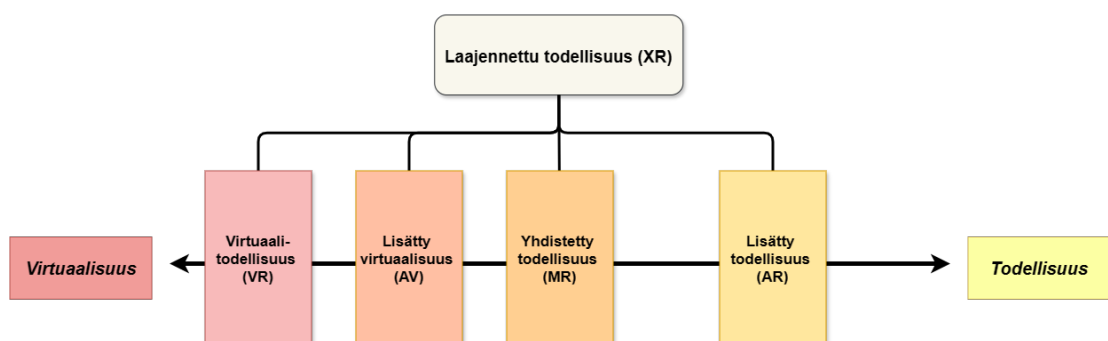 Laajennettu todellisuus (XR)
Virtuaali-
todellisuus
(VR)
Lisätty
virtuaalisuus
(AV)
Yhdistetty
todellisuus
(MR)
Lisätty
todellisuus
(AR)
Virtuaalisuus
Todellisuus